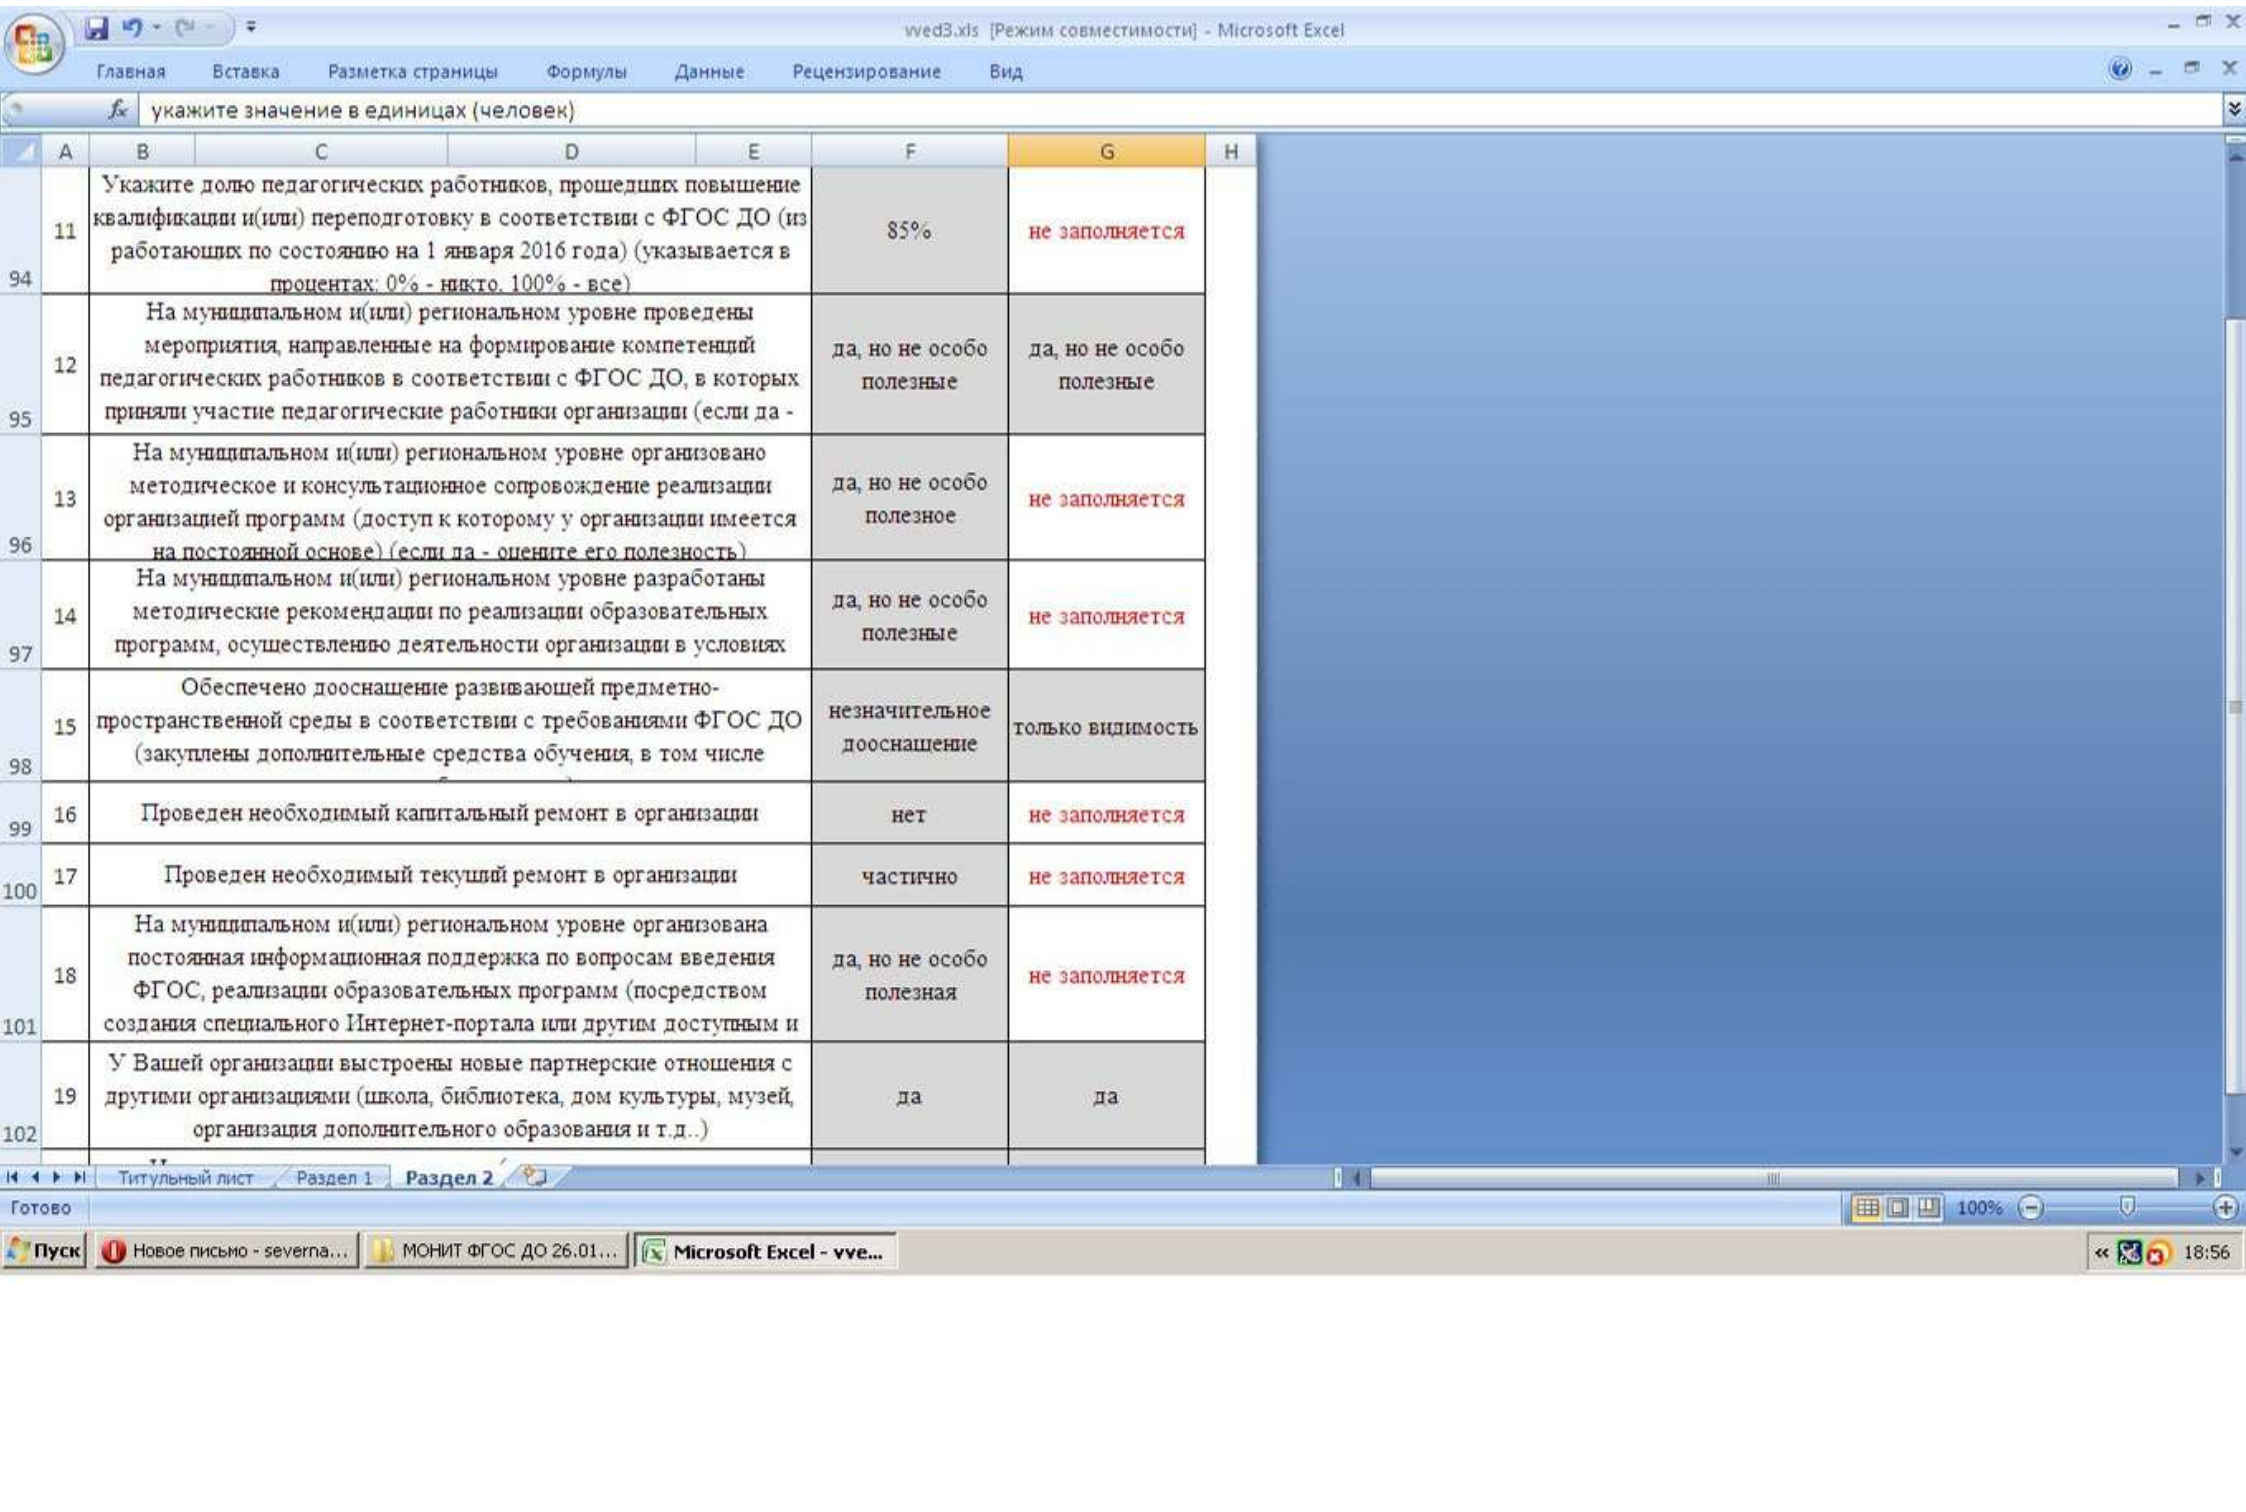 vved3.xls [Режим совместимости] - Microsoft Excel
Главная Вставка Разметка страницы Формулы Данные Рецензирование Вид
fx укажите значение в единицах (человек)
A B C D E F G H
Укажите долю педагогических работников, прошедших повышение
квалификации и(или) переподготовку в соответствии с ФГОС ДО (из
работающих по состоянию на 1 января 2016 года) (указывается в
процентах: 0% - никто, 100% - все)
94 11 85% не заполняется
На муниципальном и(или) региональном уровне проведены
мероприятия, направленные на формирование компетенций
педагогических работников в соответствии с ФГОС ДО, в которых
приняли участие педагогические работники организации (если да -
95 12
да, но не особо
полезные
да, но не особо
полезные
На муниципальном и(или) региональном уровне организовано
методическое и консультационное сопровождение реализации
организацией программ (доступ к которому у организации имеется
на постоянной основе) (если да - оцените его полезность)
96 13
да, но не особо
полезное
не заполняется
На муниципальном и(или) региональном уровне разработаны
методические рекомендации по реализации образовательных
программ, осуществлению деятельности организации в условиях
97 14
да, но не особо
полезные
не заполняется
Обеспечено дооснащение развивающей предметно-
пространственной среды в соответствии с требованиями ФГОС ДО
(закуплены дополнительные средства обучения, в том числе
98 15
незначительное
дооснащение
только видимость
99 16 Проведен необходимый капитальный ремонт в организации нет не заполняется
100 17 Проведен необходимый текущий ремонт в организации частично не заполняется
На муниципальном и(или) региональном уровне организована
постоянная информационная поддержка по вопросам введения
ФГОС, реализации образовательных программ (посредством
создания специального Интернет-портала или другим доступным и
101 18
да, но не особо
полезная
не заполняется
У Вашей организации выстроены новые партнерские отношения с
другими организациями (школа, библиотека, дом культуры, музей,
организация дополнительного образования и т.д..)
102 19 да да
Титульный лист Раздел 1 Раздел 2
Готово 100%
Пуск Новое письмо - severna... МОНИТ ФГОС ДО 26.01... Microsoft Excel - vve... « 18:56